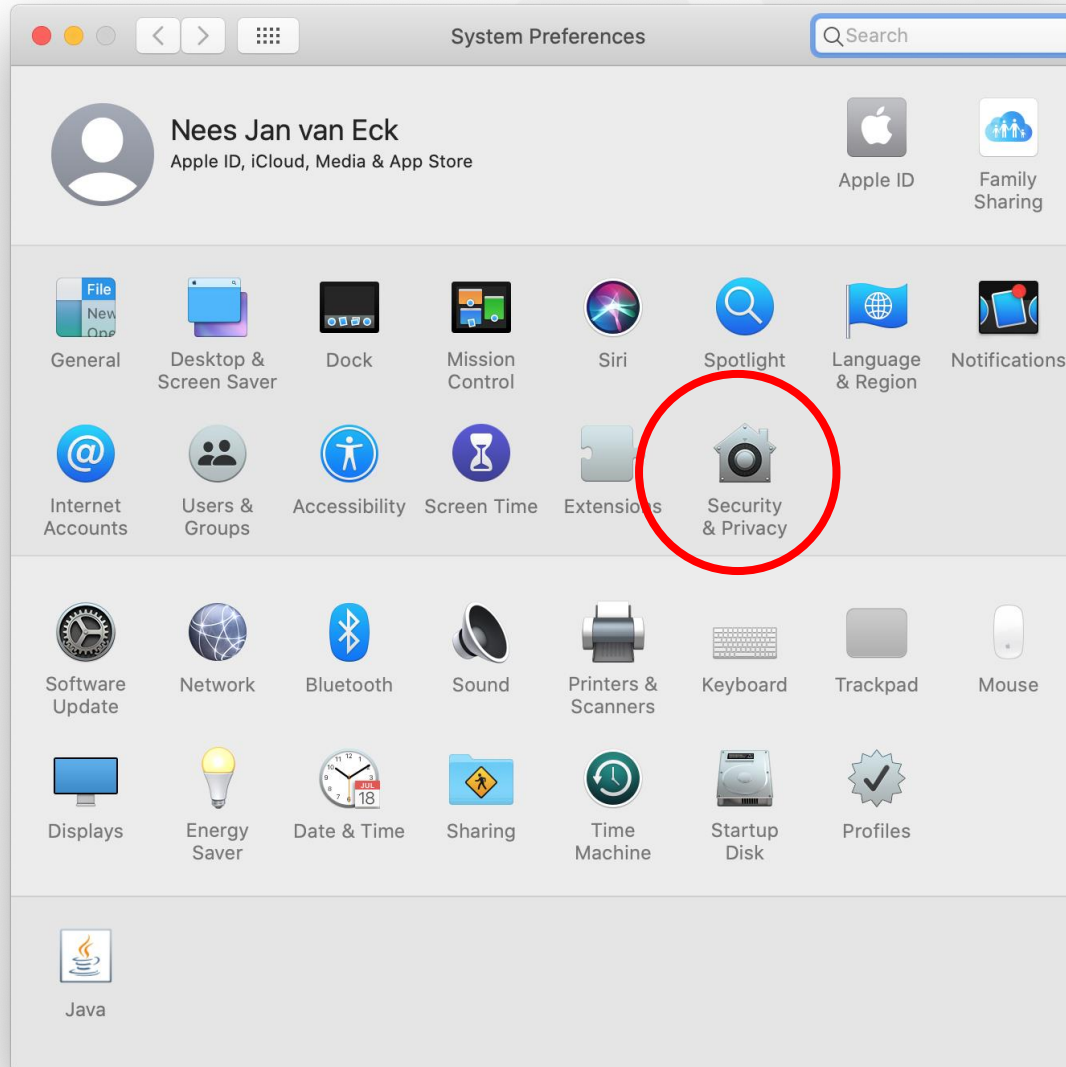 System Preferences
Search
Nees Jan van Eck
Apple ID, iCloud, Media & App Store
Apple ID
Family
Sharing
File
New
Ope
General
Desktop &
Screen Saver
Dock
Mission
Control
Siri
Spotlight
Language
& Region
Notifications
@
Internet
Accounts
Users &
Groups
Accessibility
Screen Time
Extensions
Security
& Privacy
Software
Update
Network
Bluetooth
Sound
Printers &
Scanners
Keyboard
Trackpad
Mouse
Displays
Energy
Saver
JUL
18
Date & Time
Sharing
Time
Machine
Startup
Disk
Profiles
Java